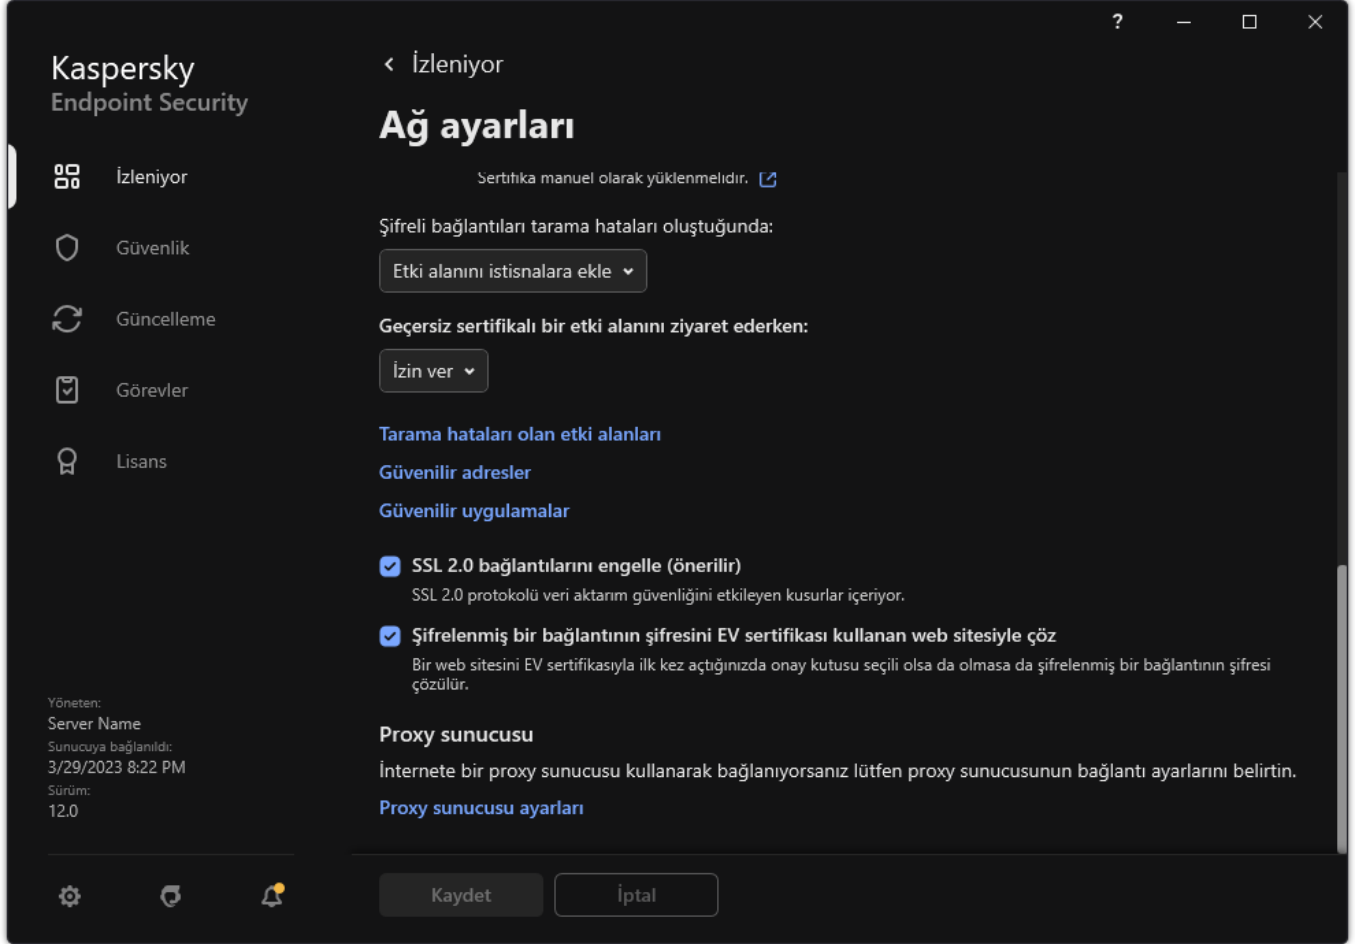 ?
Kaspersky
Endpoint Security
İzleniyor
Güvenlik
Güncelleme
Görevler
Lisans
Yöneten:
Server Name
Sunucuya bağlanıldı:
3/29/2023 8:22 PM
Sürüm:
12.0
İzleniyor
Ağ ayarları
Sertifika manuel olarak yüklenmelidir.
Şifreli bağlantıları tarama hataları oluştuğunda:
Etki alanını istisnalara ekle
Geçersiz sertifikalı bir etki alanını ziyaret ederken:
İzin ver
Tarama hataları olan etki alanları
Güvenilir adresler
Güvenilir uygulamalar
SSL 2.0 bağlantılarını engelle (önerilir)
SSL 2.0 protokolü veri aktarım güvenliğini etkileyen kusurlar içeriyor.
Şifrelenmiş bir bağlantının şifresini EV sertifikası kullanan web sitesiyle çöz
Bir web sitesini EV sertifikasıyla ilk kez açtığınızda onay kutusu seçili olsa da olmasa da şifrelenmiş bir bağlantının şifresi
çözülür.
Proxy sunucusu
İnternete bir proxy sunucusu kullanarak bağlanıyorsanız lütfen proxy sunucusunun bağlantı ayarlarını belirtin.
Proxy sunucusu ayarları
Kaydet
İptal